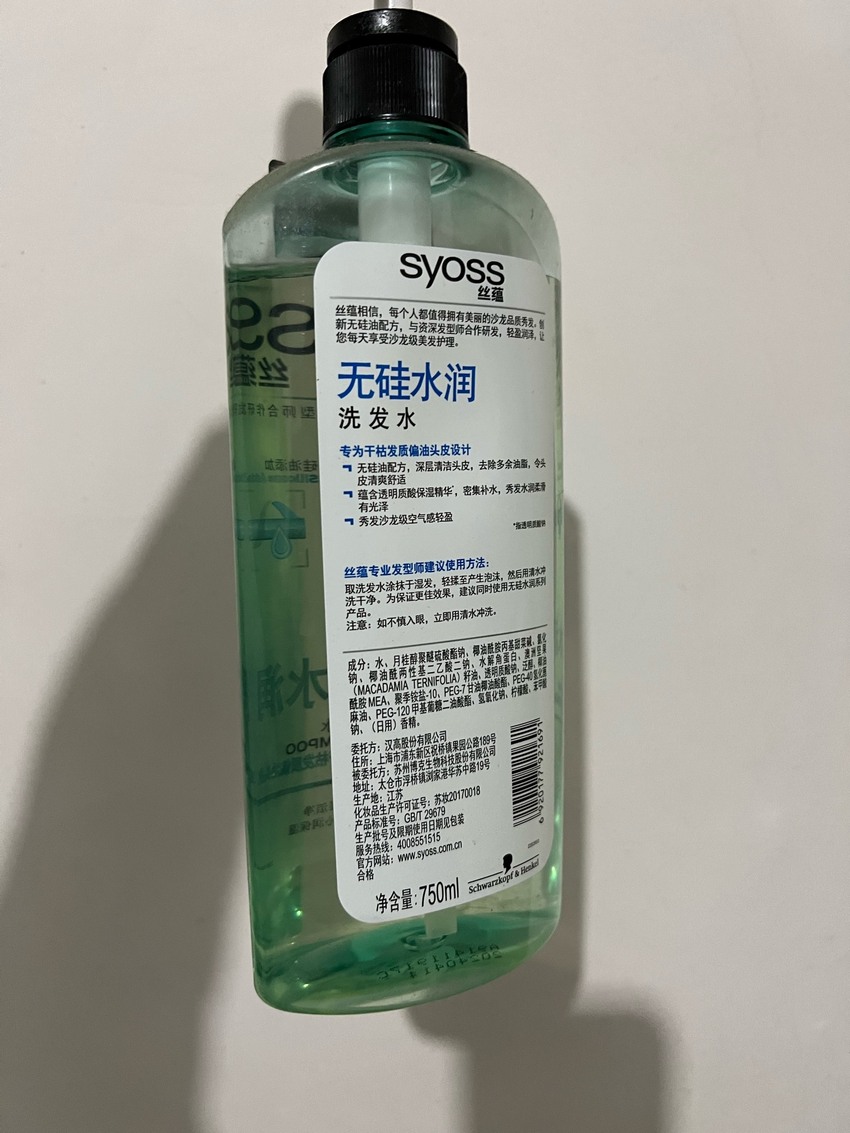 syoss
丝蕴
丝蕴相信，每个人都值得拥有美丽的沙龙品质秀发。创
新无硅油配方，与资深发型师合作研发，轻盈润泽，让
您每天享受沙龙级美发护理。
无硅水润
洗发水
专为干枯发质偏油头皮设计
无硅油配方，深层清洁头皮，去除多余油脂，令头
皮清爽舒适
蕴含透明质酸保湿精华*，密集补水，秀发水润柔滑
有光泽
秀发沙龙级空气感轻盈
*指透明质酸钠
丝蕴专业发型师建议使用方法：
取洗发水涂抹于湿发，轻揉至产生泡沫，然后用清水冲
洗干净。为保证更佳效果，建议同时使用无硅水润系列
产品。
注意：如不慎入眼，立即用清水冲洗。
成分：水、月桂醇聚醚硫酸酯钠、椰油酰胺丙基甜菜碱、氯化
钠、椰油酰两性基二乙酸二钠、水解角蛋白、澳洲坚果
（MACADAMIA TERNIFOLIA）籽油、透明质酸钠、泛醇、椰油
酰胺MEA、聚季铵盐-10、PEG-7甘油椰油酸酯、PEG-40氢化蓖
麻油、PEG-120甲基葡糖二油酸酯、氢氧化钠、柠檬酸、苯甲酸
钠、（日用）香精。
委托方：汉高股份有限公司
住所：上海市浦东新区祝桥镇果园公路189号
被委托方：苏州博克生物科技股份有限公司
地址：太仓市浮桥镇浏家港华苏中路19号
生产地：江苏
化妆品生产许可证号：苏妆20170018
产品标准号：GB/T 29679
生产批号及限期使用日期见包装
服务热线：4008551515
官方网站：www.syoss.com.cn
合格
6 920177 921691
净含量：750ml
Schwarzkopf & Henkel